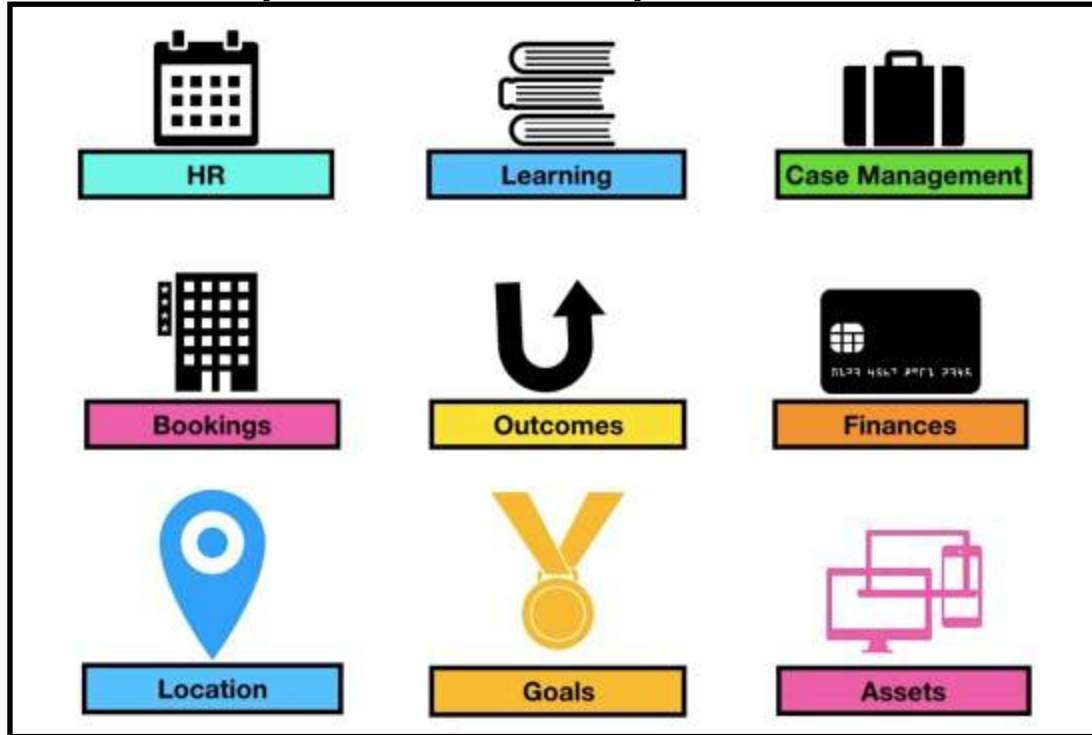 HR
Learning
Case Management
Bookings
Outcomes
Finances
Location
Goals
Assets